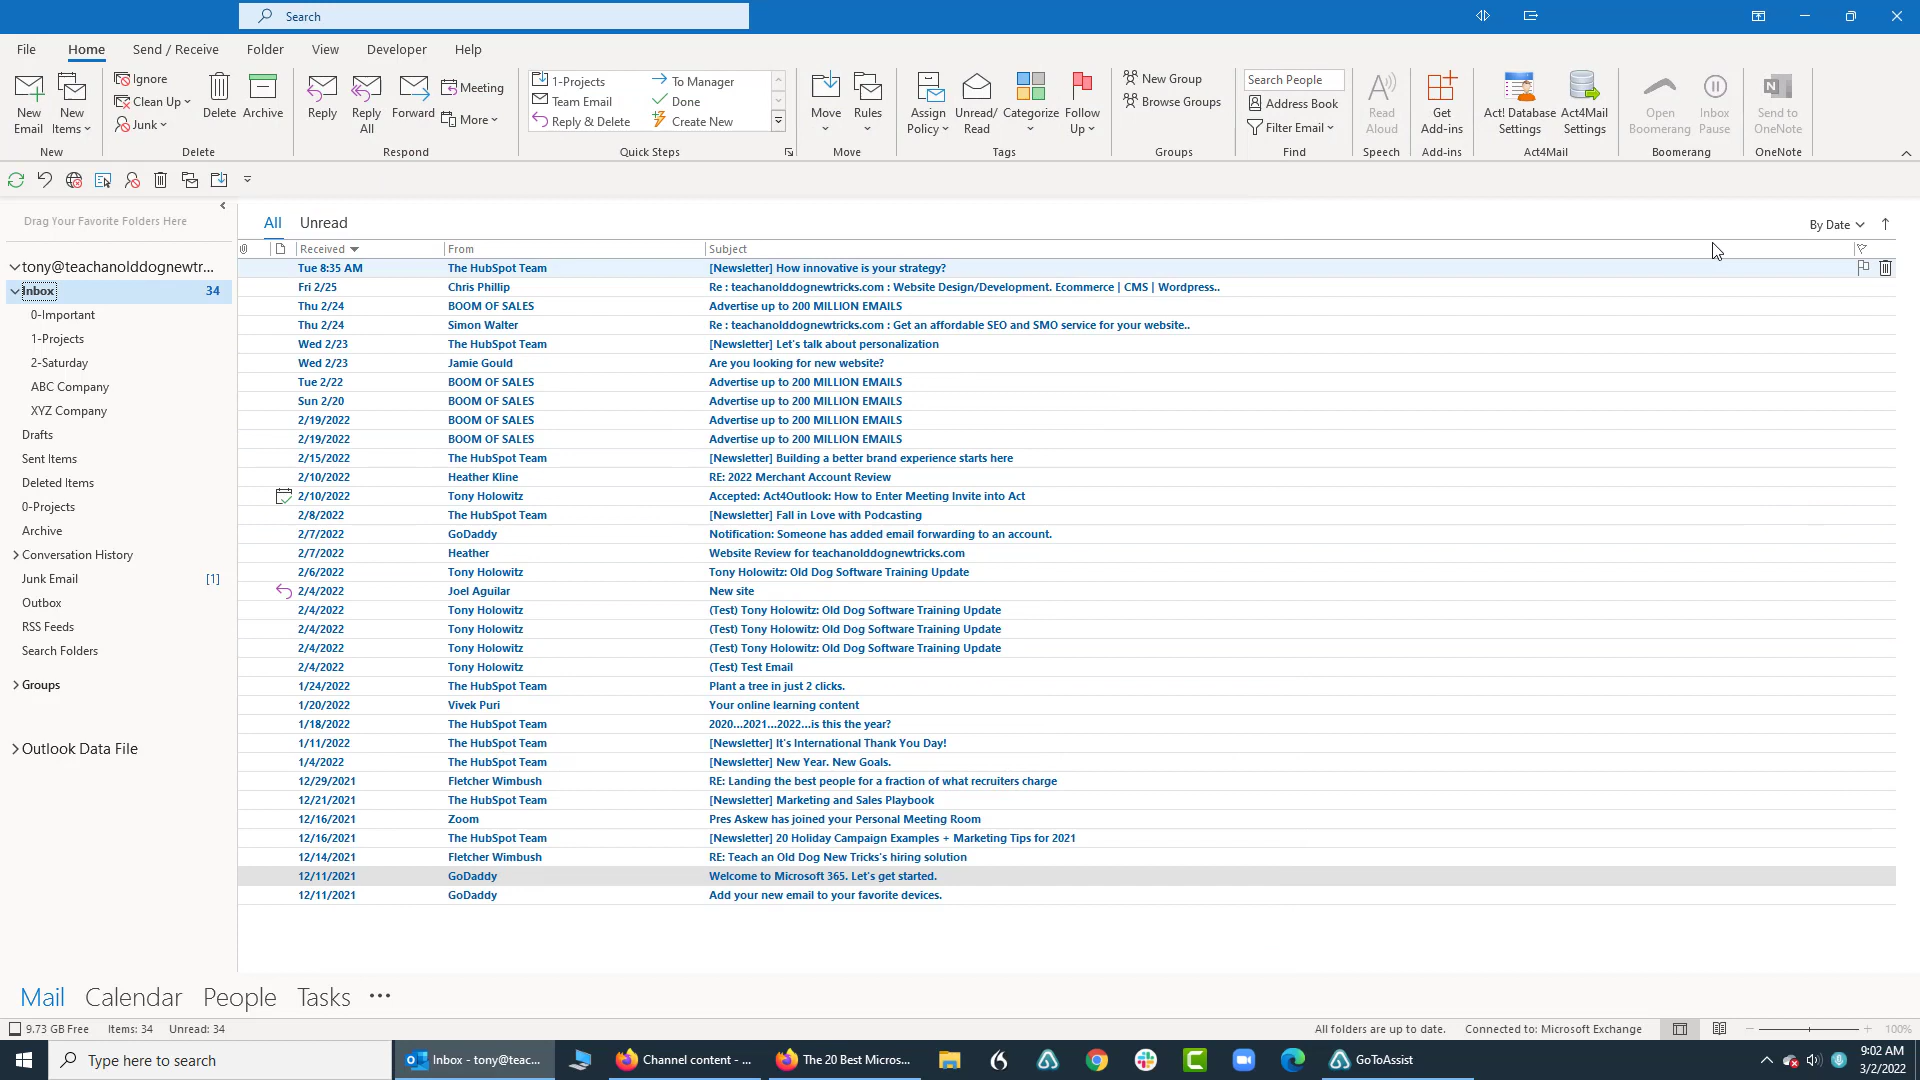 Search
File Home Send / Receive Folder View Developer Help
New Email
New Items
New
Ignore
Clean Up
Junk
Delete
Archive
Delete
Reply
Reply All
Forward
Meeting
More
Respond
1-Projects
Team Email
Reply & Delete
To Manager
Done
Create New
Quick Steps
Move
Rules
Move
Assign Policy
Unread/ Read
Categorize
Follow Up
Tags
New Group
Browse Groups
Groups
Search People
Address Book
Filter Email
Find
Read Aloud
Speech
Get Add-ins
Add-ins
Act! Database Settings
Act4Mail Settings
Act4Mail
Open Boomerang
Inbox Pause
Boomerang
Send to OneNote
OneNote
Drag Your Favorite Folders Here
tony@teachanolddognewtr...
Inbox 34
0-Important
1-Projects
2-Saturday
ABC Company
XYZ Company
Drafts
Sent Items
Deleted Items
0-Projects
Archive
Conversation History
Junk Email [1]
Outbox
RSS Feeds
Search Folders
Groups
Outlook Data File
All Unread By Date
Received From Subject
Tue 8:35 AM The HubSpot Team [Newsletter] How innovative is your strategy?
Fri 2/25 Chris Phillip Re : teachanolddognewtricks.com : Website Design/Development. Ecommerce | CMS | Wordpress..
Thu 2/24 BOOM OF SALES Advertise up to 200 MILLION EMAILS
Thu 2/24 Simon Walter Re : teachanolddognewtricks.com : Get an affordable SEO and SMO service for your website..
Wed 2/23 The HubSpot Team [Newsletter] Let's talk about personalization
Wed 2/23 Jamie Gould Are you looking for new website?
Tue 2/22 BOOM OF SALES Advertise up to 200 MILLION EMAILS
Sun 2/20 BOOM OF SALES Advertise up to 200 MILLION EMAILS
2/19/2022 BOOM OF SALES Advertise up to 200 MILLION EMAILS
2/19/2022 BOOM OF SALES Advertise up to 200 MILLION EMAILS
2/15/2022 The HubSpot Team [Newsletter] Building a better brand experience starts here
2/10/2022 Heather Kline RE: 2022 Merchant Account Review
2/10/2022 Tony Holowitz Accepted: Act4Outlook: How to Enter Meeting Invite into Act
2/8/2022 The HubSpot Team [Newsletter] Fall in Love with Podcasting
2/7/2022 GoDaddy Notification: Someone has added email forwarding to an account.
2/7/2022 Heather Website Review for teachanolddognewtricks.com
2/6/2022 Tony Holowitz Tony Holowitz: Old Dog Software Training Update
2/4/2022 Joel Aguilar New site
2/4/2022 Tony Holowitz (Test) Tony Holowitz: Old Dog Software Training Update
2/4/2022 Tony Holowitz (Test) Tony Holowitz: Old Dog Software Training Update
2/4/2022 Tony Holowitz (Test) Tony Holowitz: Old Dog Software Training Update
2/4/2022 Tony Holowitz (Test) Test Email
1/24/2022 The HubSpot Team Plant a tree in just 2 clicks.
1/20/2022 Vivek Puri Your online learning content
1/18/2022 The HubSpot Team 2020...2021...2022...is this the year?
1/11/2022 The HubSpot Team [Newsletter] It's International Thank You Day!
1/4/2022 The HubSpot Team [Newsletter] New Year. New Goals.
12/29/2021 Fletcher Wimbush RE: Landing the best people for a fraction of what recruiters charge
12/21/2021 The HubSpot Team [Newsletter] Marketing and Sales Playbook
12/16/2021 Zoom Pres Askew has joined your Personal Meeting Room
12/16/2021 The HubSpot Team [Newsletter] 20 Holiday Campaign Examples + Marketing Tips for 2021
12/14/2021 Fletcher Wimbush RE: Teach an Old Dog New Tricks's hiring solution
12/11/2021 GoDaddy Welcome to Microsoft 365. Let's get started.
12/11/2021 GoDaddy Add your new email to your favorite devices.
Mail Calendar People Tasks ...
9.73 GB Free Items: 34 Unread: 34 All folders are up to date. Connected to: Microsoft Exchange 100%
Type here to search
Inbox - tony@teac...
Channel content - ...
The 20 Best Micros...
GoToAssist
9:02 AM
3/2/2022